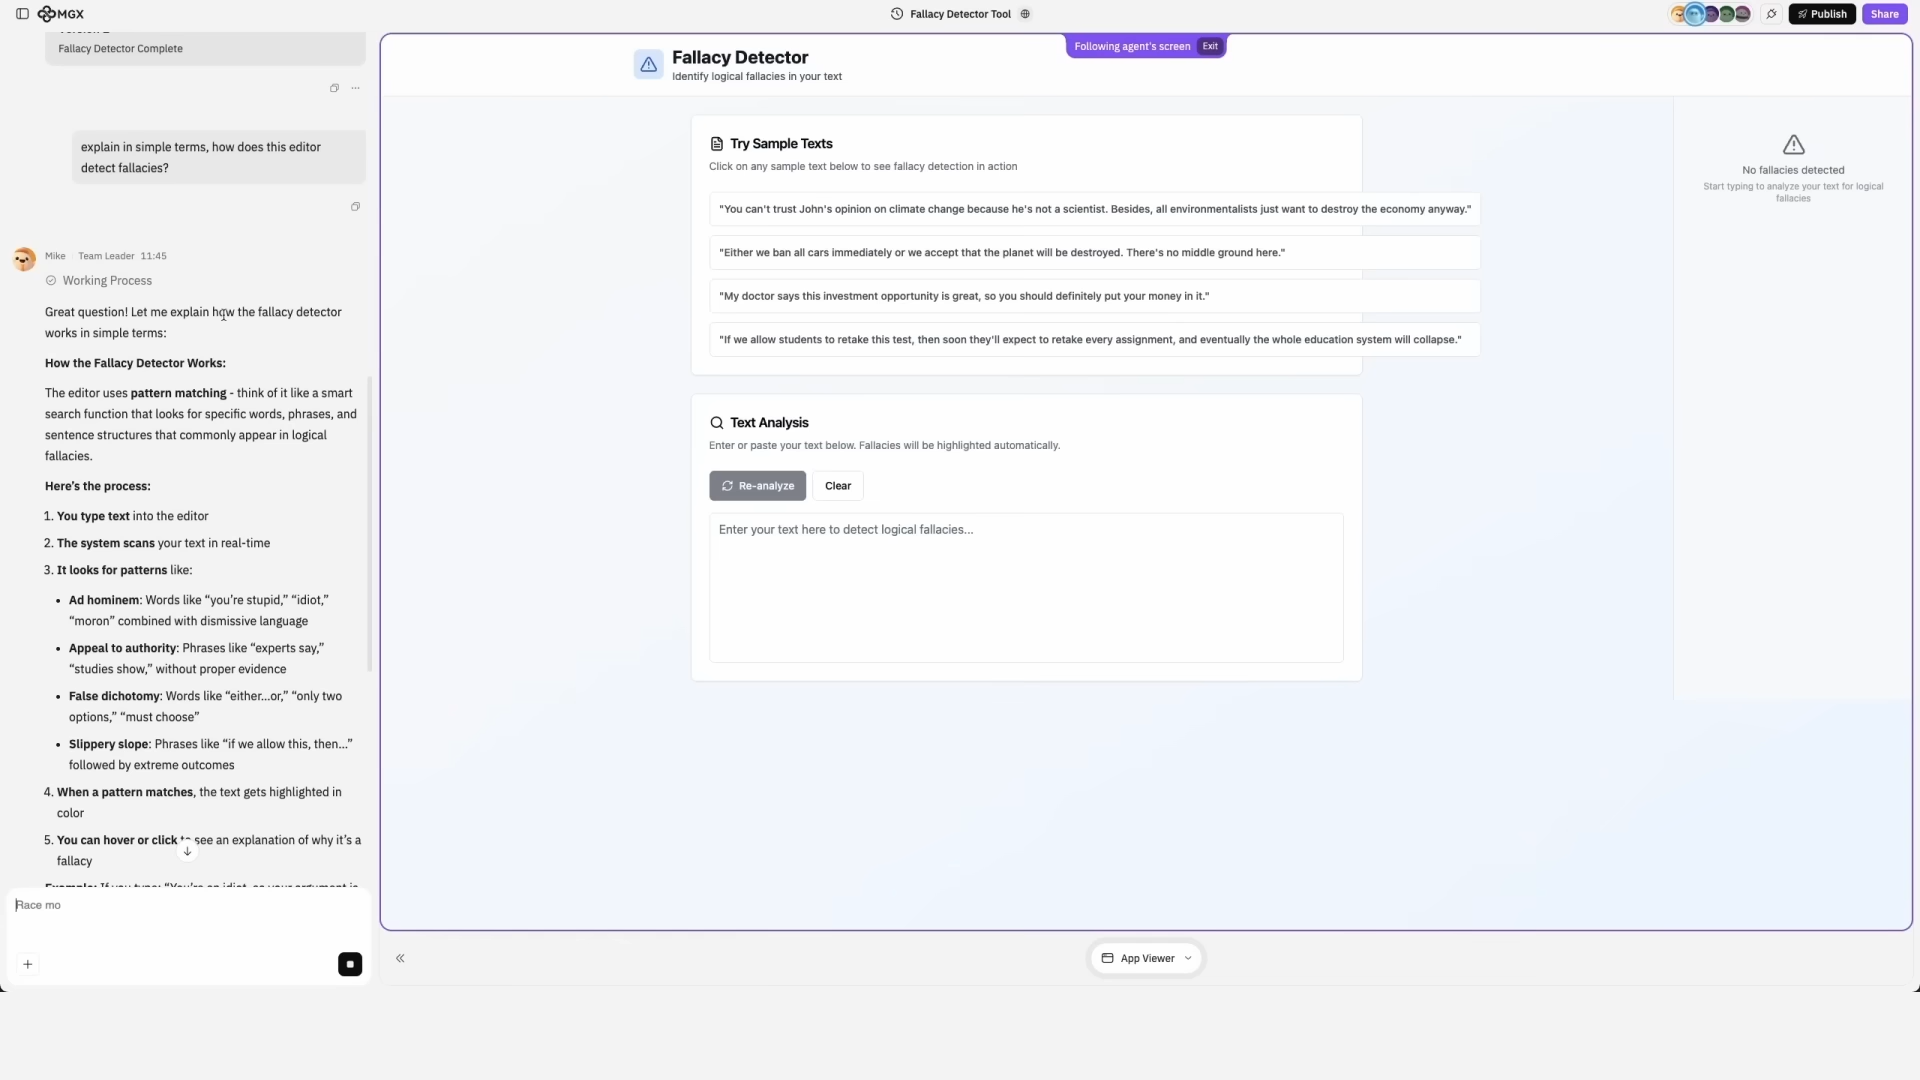 MGX
Fallacy Detector Tool
Publish
Share
Fallacy Detector Complete
explain in simple terms, how does this editor
detect fallacies?
Mike
Team Leader
11:45
Working Process
Great question! Let me explain how the fallacy detector
works in simple terms:
How the Fallacy Detector Works:
The editor uses pattern matching - think of it like a smart
search function that looks for specific words, phrases, and
sentence structures that commonly appear in logical
fallacies.
Here's the process:
1. You type text into the editor
2. The system scans your text in real-time
3. It looks for patterns like:
• Ad hominem: Words like “you’re stupid,” “idiot,”
“moron” combined with dismissive language
• Appeal to authority: Phrases like “experts say,”
“studies show,” without proper evidence
• False dichotomy: Words like “either...or,” “only two
options,” “must choose”
• Slippery slope: Phrases like “if we allow this, then...”
followed by extreme outcomes
4. When a pattern matches, the text gets highlighted in
color
5. You can hover or click to see an explanation of why it’s a
fallacy
Race mo
Following agent's screen
Exit
Fallacy Detector
Identify logical fallacies in your text
Try Sample Texts
Click on any sample text below to see fallacy detection in action
"You can't trust John's opinion on climate change because he's not a scientist. Besides, all environmentalists just want to destroy the economy anyway."
"Either we ban all cars immediately or we accept that the planet will be destroyed. There's no middle ground here."
"My doctor says this investment opportunity is great, so you should definitely put your money in it."
"If we allow students to retake this test, then soon they'll expect to retake every assignment, and eventually the whole education system will collapse."
Text Analysis
Enter or paste your text below. Fallacies will be highlighted automatically.
Re-analyze
Clear
Enter your text here to detect logical fallacies...
No fallacies detected
Start typing to analyze your text for logical
fallacies
App Viewer